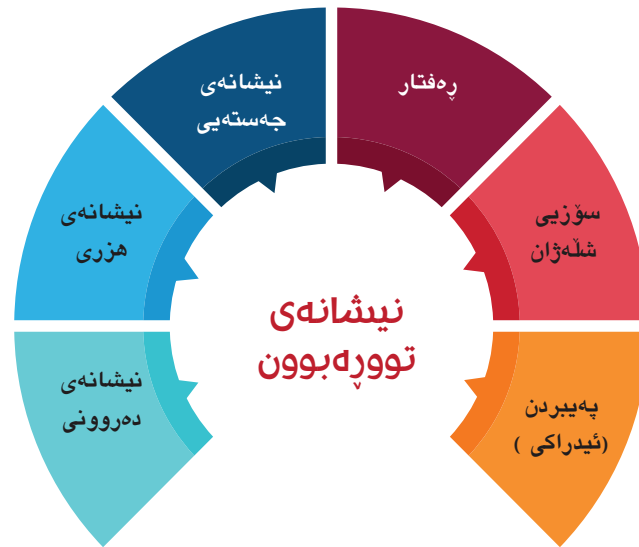 ڕەفتار
نیشانەی
جەستەیی
سۆزیی
شڵەژان
نیشانەی
هزری
نیشانەی
تووڕەبوون
پەیبردن
(ئیدراکی )
نیشانەی
دەروونی